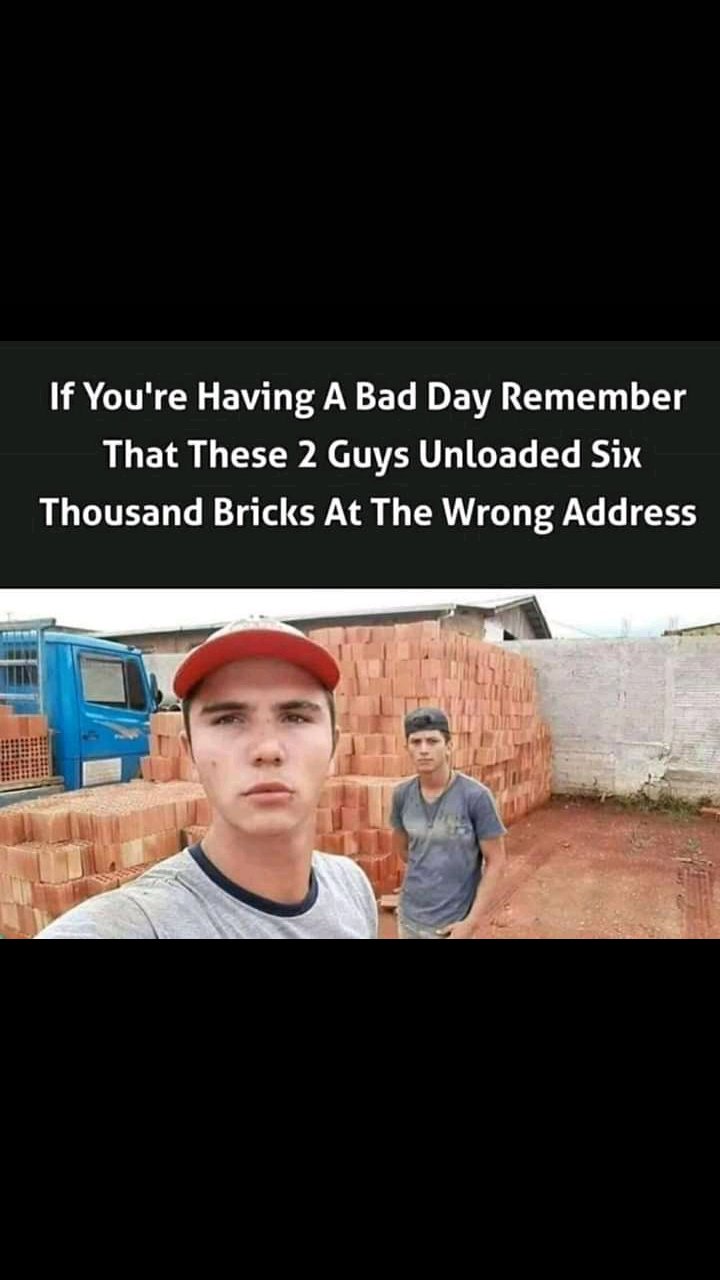 If You're Having A Bad Day Remember
That These 2 Guys Unloaded Six
Thousand Bricks At The Wrong Address